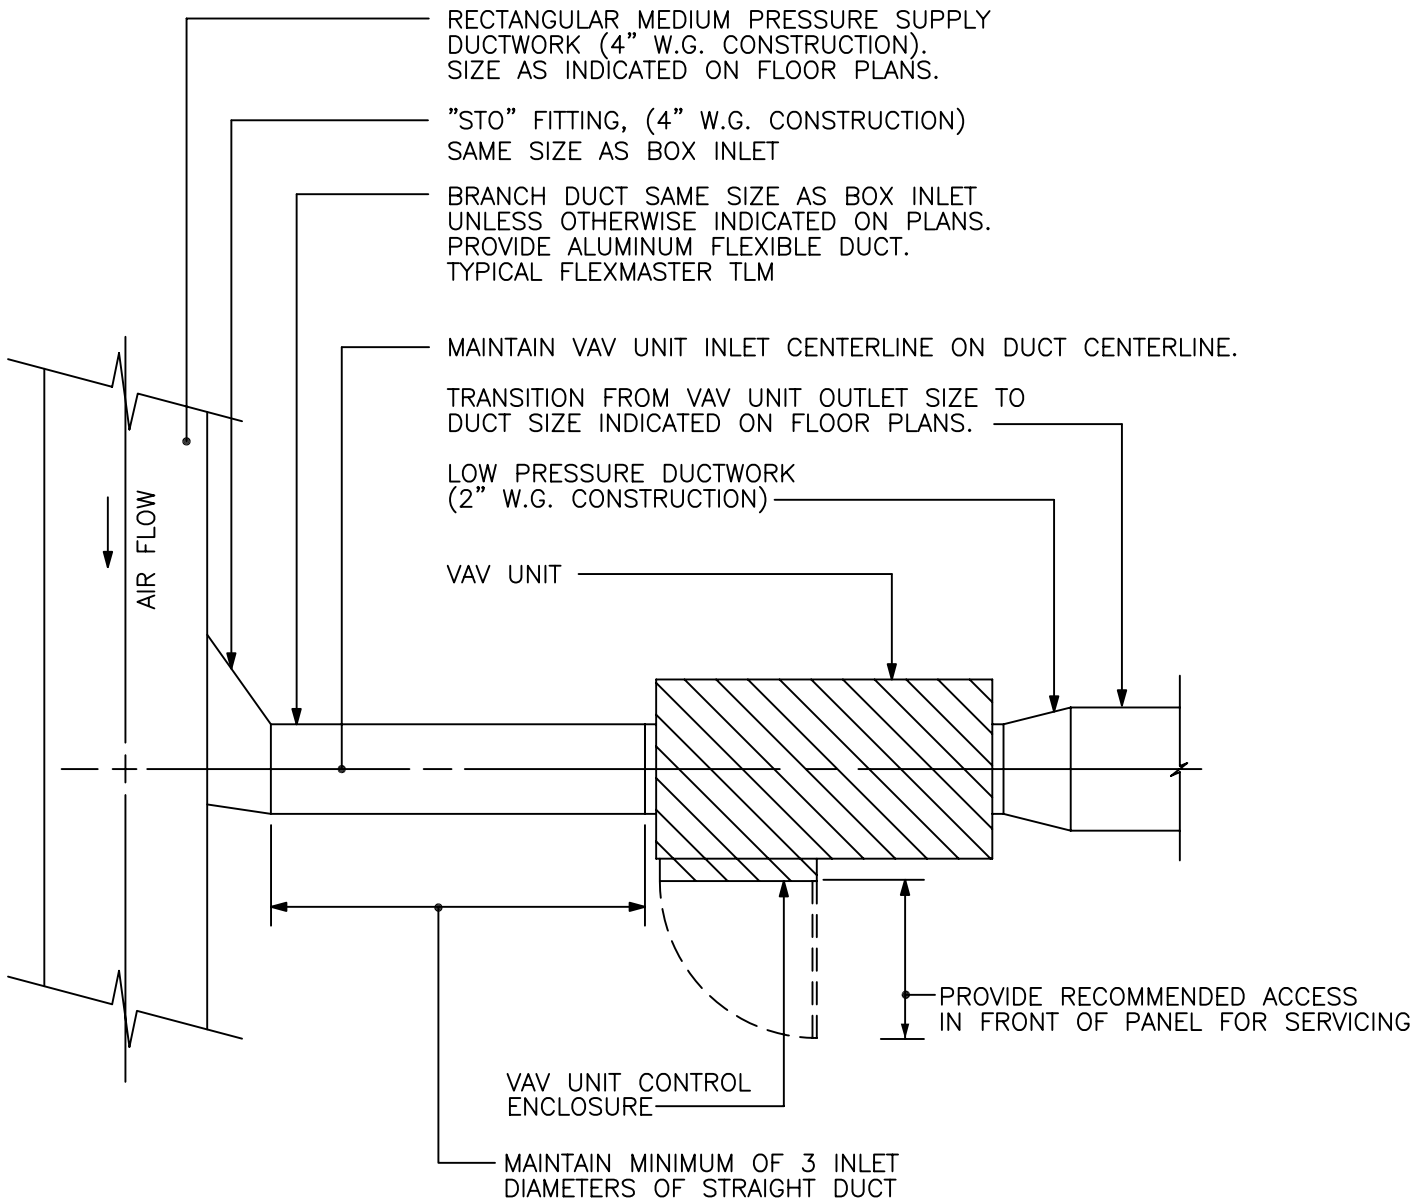 RECTANGULAR MEDIUM PRESSURE SUPPLY
DUCTWORK (4" W.G. CONSTRUCTION).
SIZE AS INDICATED ON FLOOR PLANS.
"STO" FITTING, (4" W.G. CONSTRUCTION)
SAME SIZE AS BOX INLET
BRANCH DUCT SAME SIZE AS BOX INLET
UNLESS OTHERWISE INDICATED ON PLANS.
PROVIDE ALUMINUM FLEXIBLE DUCT.
TYPICAL FLEXMASTER TLM
MAINTAIN VAV UNIT INLET CENTERLINE ON DUCT CENTERLINE.
TRANSITION FROM VAV UNIT OUTLET SIZE TO
DUCT SIZE INDICATED ON FLOOR PLANS.
LOW PRESSURE DUCTWORK
(2" W.G. CONSTRUCTION)
AIR FLOW
VAV UNIT
PROVIDE RECOMMENDED ACCESS
IN FRONT OF PANEL FOR SERVICING
VAV UNIT CONTROL
ENCLOSURE
MAINTAIN MINIMUM OF 3 INLET
DIAMETERS OF STRAIGHT DUCT